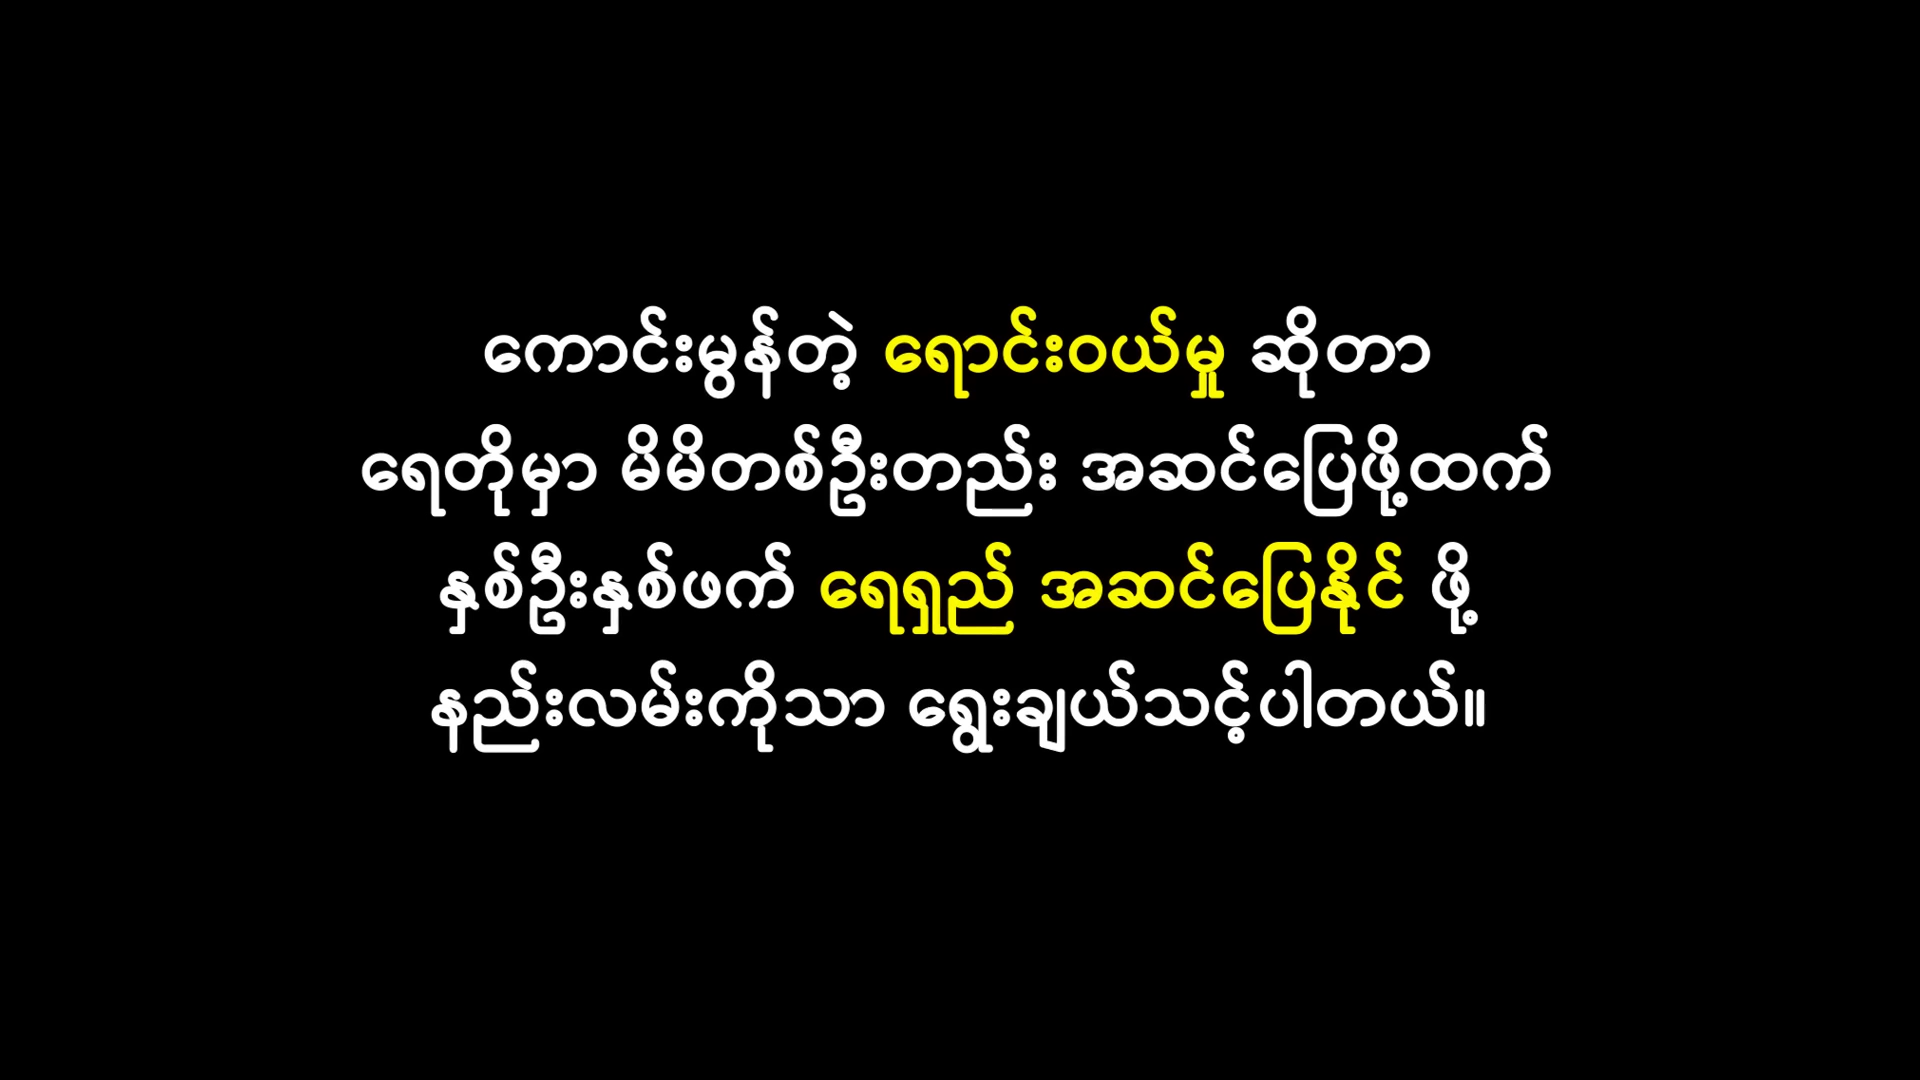 ကောင်းမွန်တဲ့ ရောင်းဝယ်မှု ဆိုတာ
ရေတိုမှာ မိမိတစ်ဦးတည်း အဆင်ပြေဖို့ထက်
နှစ်ဦးနှစ်ဖက် ရေရှည် အဆင်ပြေနိုင် ဖို့
နည်းလမ်းကိုသာ ရွေးချယ်သင့်ပါတယ်။